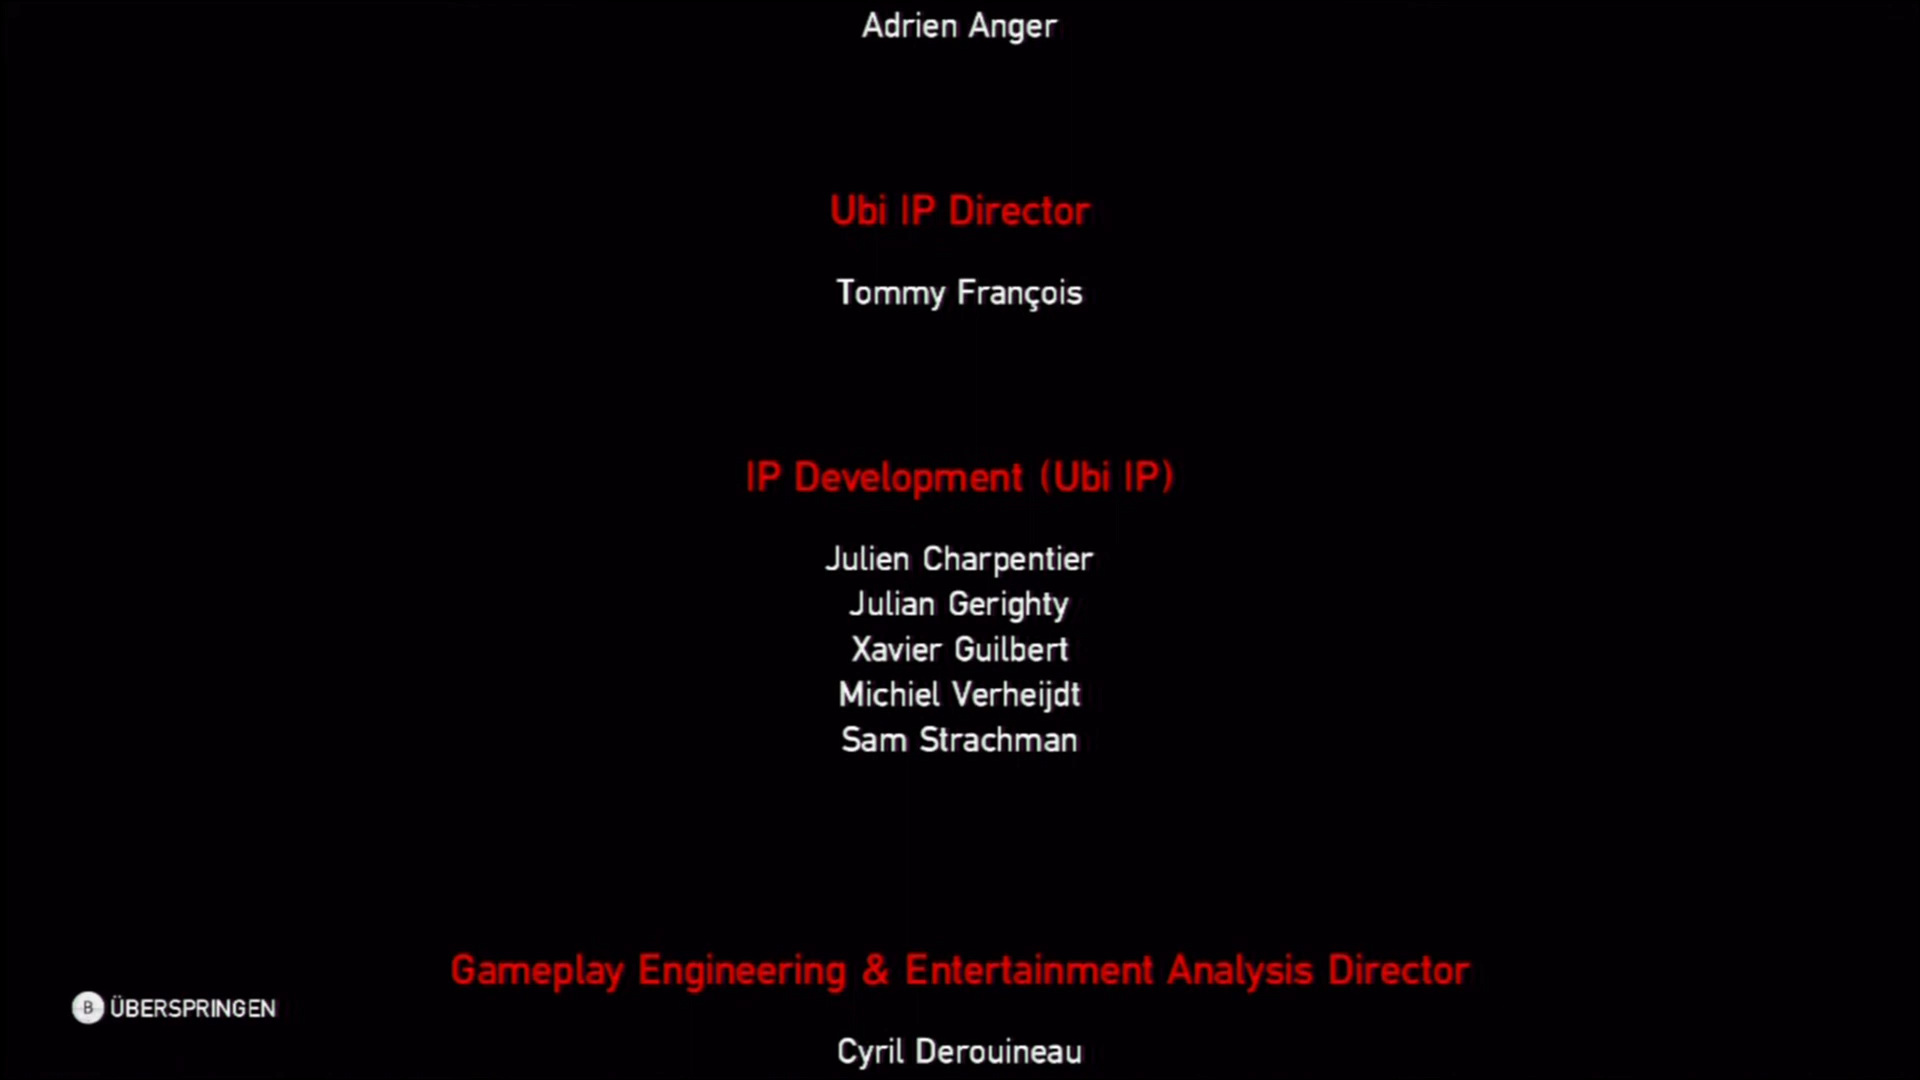 Adrien Anger
Ubi IP Director
Tommy François
IP Development (Ubi IP)
Julien Charpentier
Julian Gerighty
Xavier Guilbert
Michiel Verheijdt
Sam Strachman
Gameplay Engineering & Entertainment Analysis Director
B ÜBERSPRINGEN
Cyril Derouineau